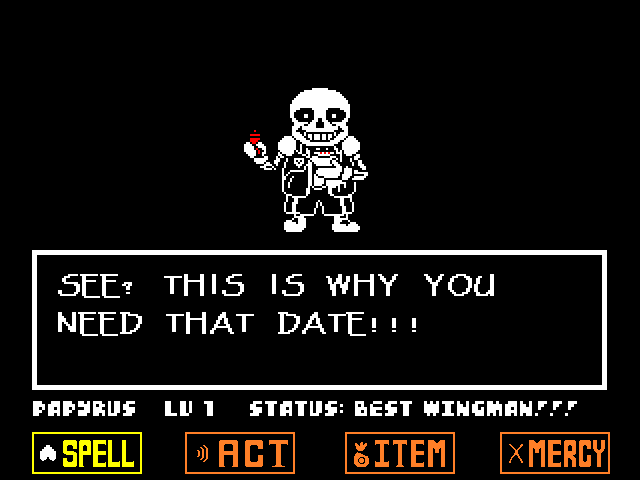 SEE? THIS IS WHY YOU
NEED THAT DATE!!!
PAPYRUS LV 1 STATUS: BEST WINGMAN!!!
SPELL ACT ITEM MERCY